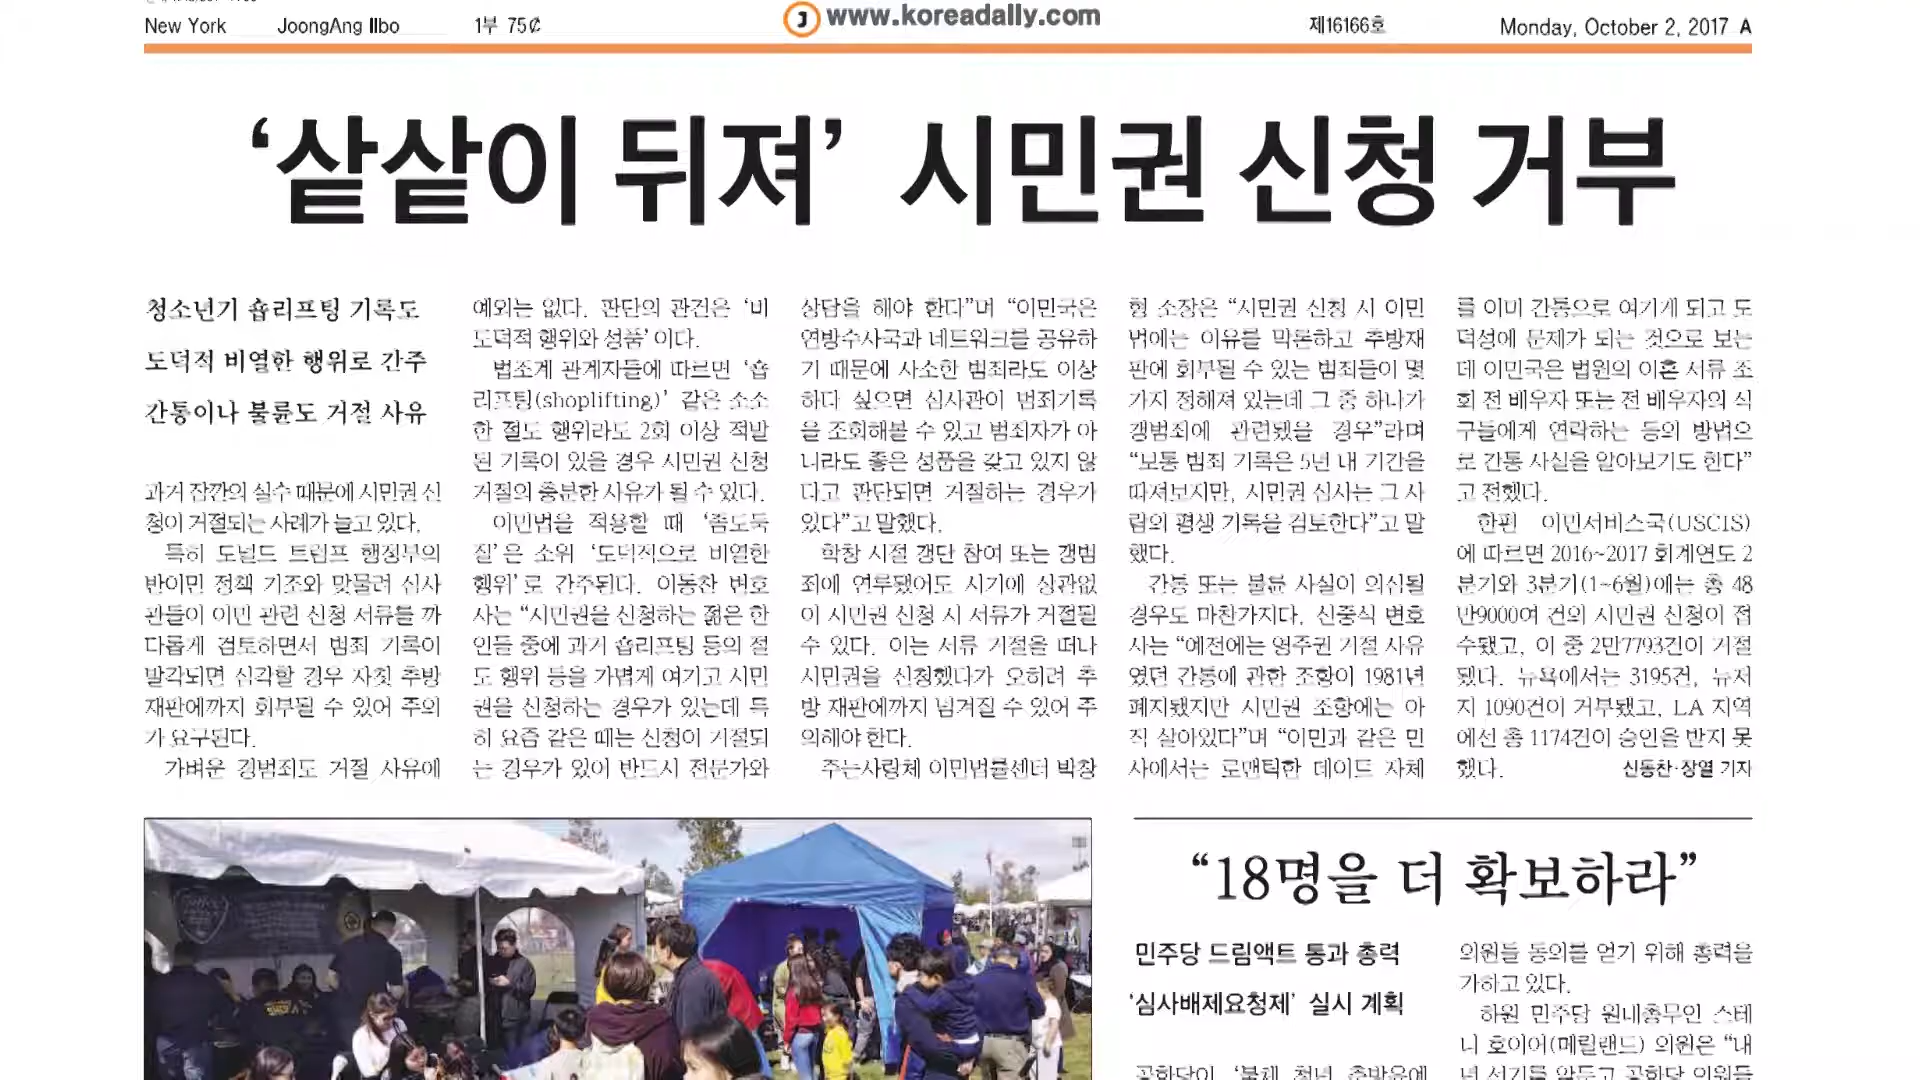 New York JoongAng Ilbo 1부 75¢ www.koreadally.com 제16166호 Monday, October 2, 2017 A
‘샅샅이 뒤져’ 시민권 신청 거부
청소년기 숍리프팅 기록도
도덕적 비열한 행위로 간주
간통이나 불륜도 거절 사유
과거 잠깐의 실수 때문에 시민권 신
청이 거절되는 사례가 늘고 있다.
특히 도널드 트럼프 행정부의
반이민 정책 기조와 맞물려 심사
관들이 이민 관련 신청 서류를 까
다롭게 검토하면서 범죄 기록이
발각되면 심각할 경우 자칫 추방
재판에까지 회부될 수 있어 주의
가 요구된다.
가벼운 경범죄도 거절 사유에
예외는 없다. 판단의 관건은 ‘비
도덕적 행위와 성품’이다.
법조계 관계자들에 따르면 ‘숍
리프팅(shoplifting)’ 같은 소소
한 절도 행위라도 2회 이상 적발
된 기록이 있을 경우 시민권 신청
거절의 충분한 사유가 될 수 있다.
이민법을 적용할 때 ‘좀도둑
질’은 소위 ‘도덕적으로 비열한
행위’로 간주된다. 이동찬 변호
사는 “시민권을 신청하는 젊은 한
인들 중에 과거 숍리프팅 등의 절
도 행위 등을 가볍게 여기고 시민
권을 신청하는 경우가 있는데 특
히 요즘 같은 때는 신청이 거절되
는 경우가 있어 반드시 전문가와
상담을 해야 한다”며 “이민국은
연방수사국과 네트워크를 공유하
기 때문에 사소한 범죄라도 이상
하다 싶으면 심사관이 범죄기록
을 조회해볼 수 있고 범죄자가 아
니라도 좋은 성품을 갖고 있지 않
다고 판단되면 거절하는 경우가
있다”고 말했다.
학창 시절 갱단 참여 또는 갱범
죄에 연루됐어도 시기에 상관없
이 시민권 신청 시 서류가 거절될
수 있다. 이는 서류 거절을 떠나
시민권을 신청했다가 오히려 추
방 재판에까지 넘겨질 수 있어 주
의해야 한다.
주는사랑체 이민법률센터 박창
형 소장은 “시민권 신청 시 이민
법에는 이유를 막론하고 추방재
판에 회부될 수 있는 범죄들이 몇
가지 정해져 있는데 그 중 하나가
갱범죄에 관련됐을 경우”라며
“보통 범죄 기록은 5년 내 기간을
따져보지만, 시민권 심사는 그 사
람의 평생 기록을 검토한다”고 말
했다.
간통 또는 불륜 사실이 의심될
경우도 마찬가지다. 신중식 변호
사는 “예전에는 영주권 거절 사유
였던 간통에 관한 조항이 1981년
폐지됐지만 시민권 조항에는 아
직 살아있다”며 “이민과 같은 민
사에서는 로맨틱한 데이트 자체
를 이미 간통으로 여기게 되고 도
덕성에 문제가 되는 것으로 보는
데 이민국은 법원의 이혼 서류 조
회 전 배우자 또는 전 배우자의 식
구들에게 연락하는 등의 방법으
로 간통 사실을 알아보기도 한다”
고 전했다.
한편 이민서비스국(USCIS)
에 따르면 2016~2017 회계연도 2
분기와 3분기(1~6월)에는 총 48
만9000여 건의 시민권 신청이 접
수됐고, 이 중 2만7793건이 거절
됐다. 뉴욕에서는 3195건, 뉴저
지 1090건이 거부됐고, LA 지역
에선 총 1174건이 승인을 받지 못
했다. 신동찬·장열 기자
“18명을 더 확보하라”
민주당 드림액트 통과 총력
‘심사배제요청제’ 실시 계획
의원들 동의를 얻기 위해 총력을
가하고 있다.
하원 민주당 원내총무인 스테
니 호이어(메릴랜드) 의원은 “내